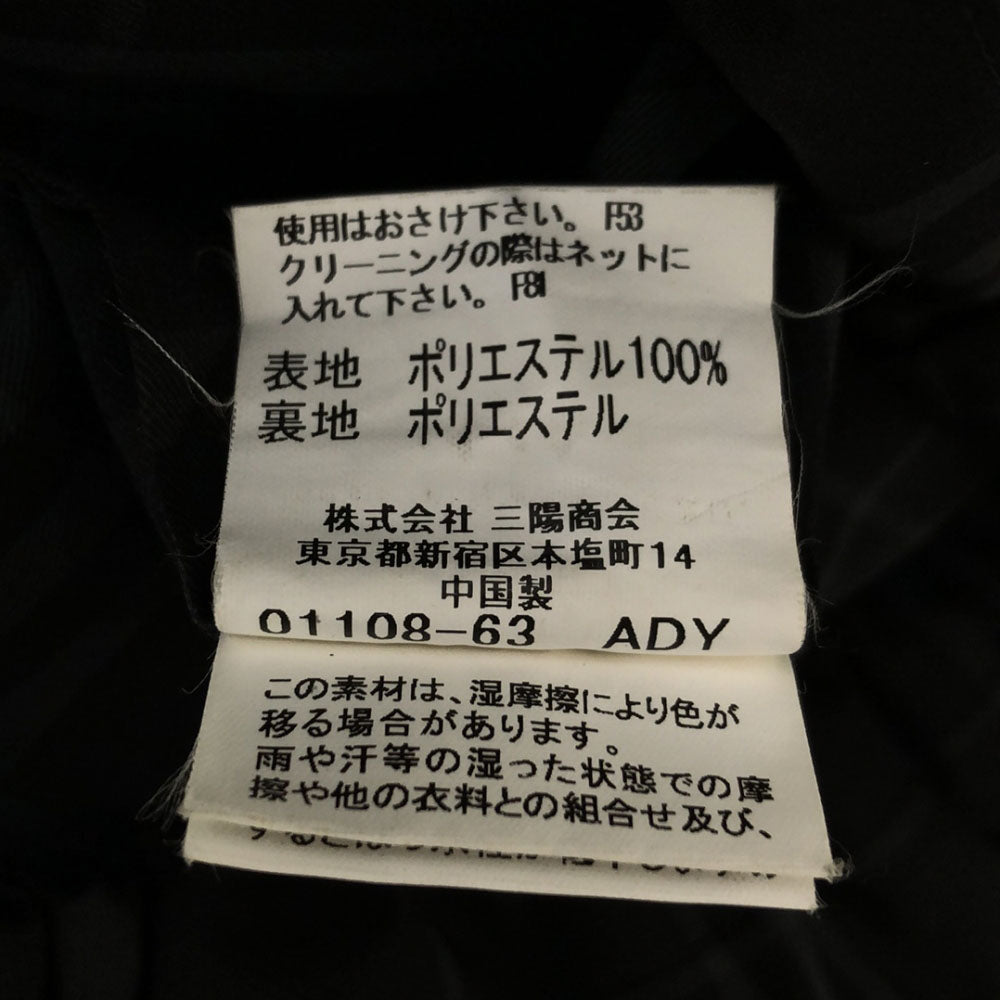 使用はおさけ下さい。 F53
クリーニングの際はネットに
入れて下さい。 F81
表地 ポリエステル100%
裏地 ポリエステル
株式会社 三陽商会
東京都新宿区本塩町14
中国製
01108-63 ADY
この素材は、湿摩擦により色が
移る場合があります。
雨や汗等の湿った状態での摩
擦や他の衣料との組合せ及び、